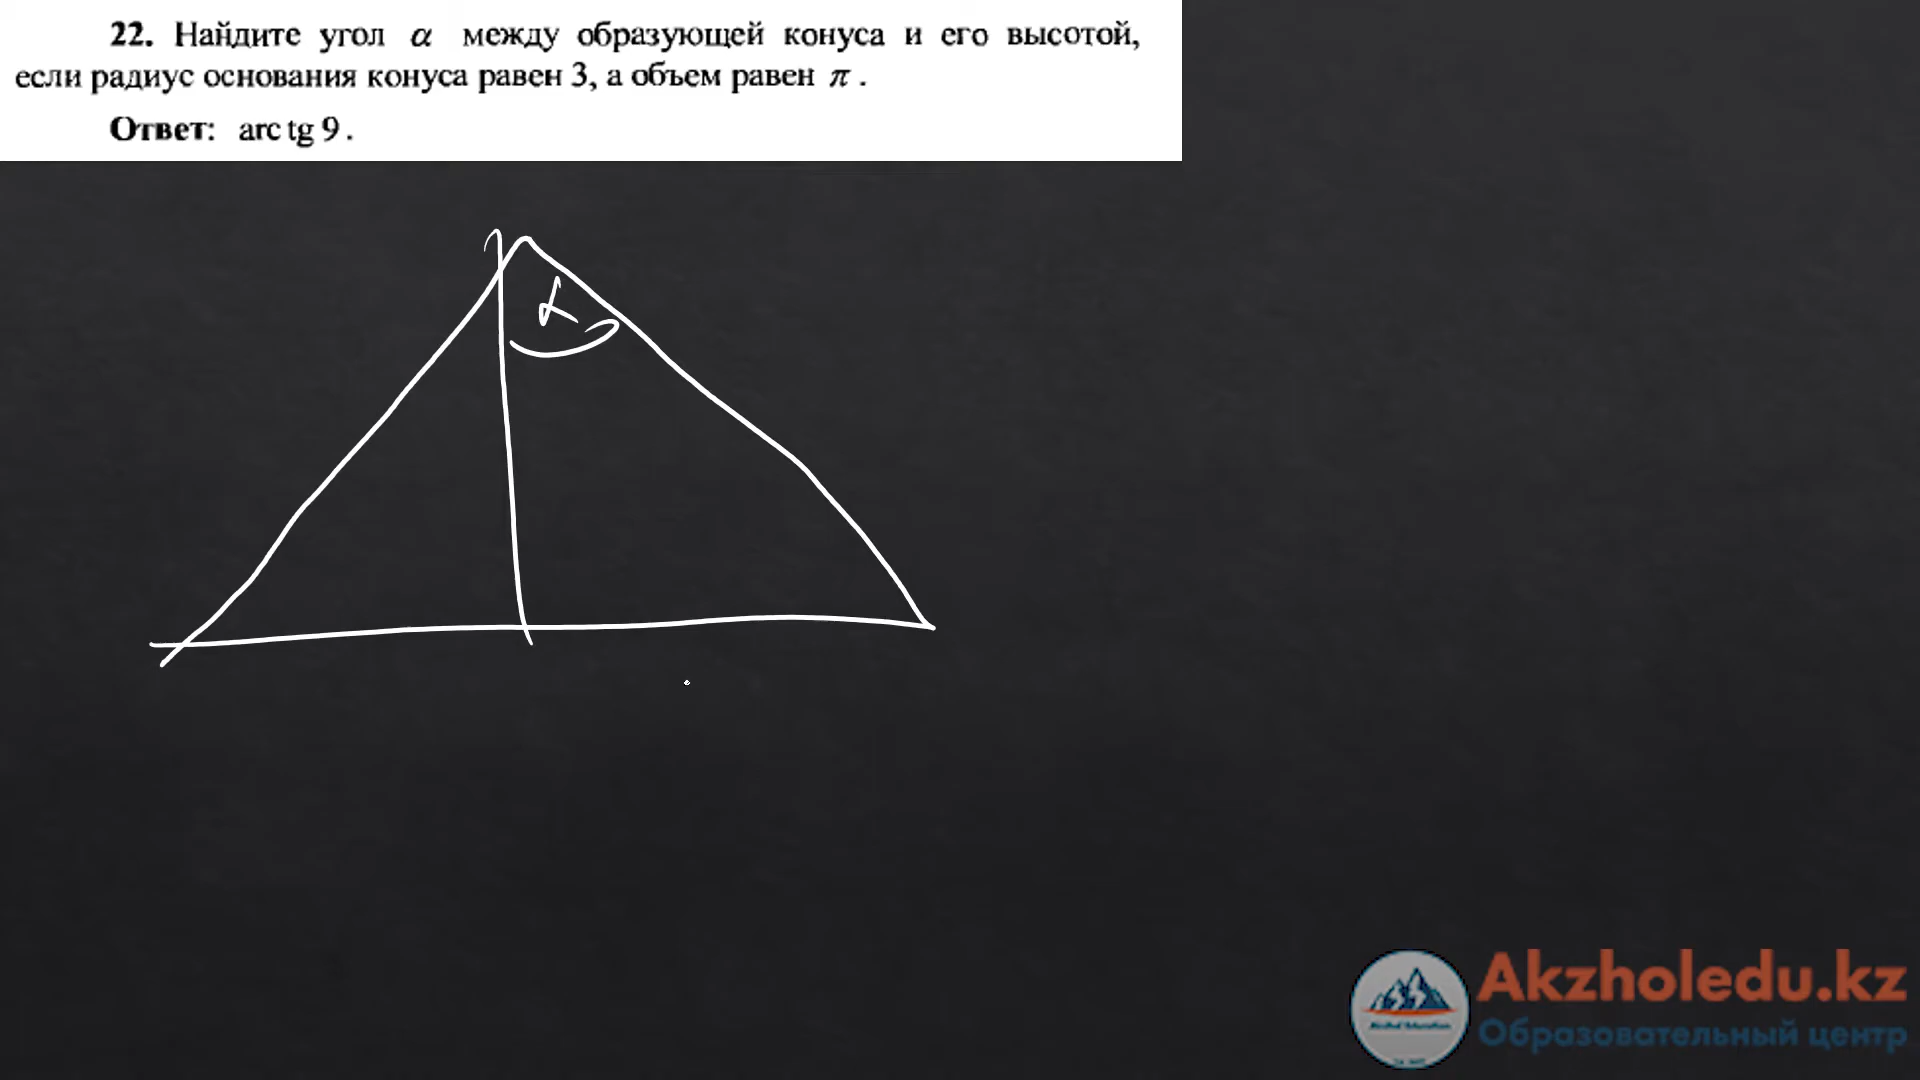 22. Найдите угол α между образующей конуса и его высотой,
если радиус основания конуса равен 3, а объем равен π .
Ответ: arc tg 9 .
α
Akzholedu.kz
Образовательный центр